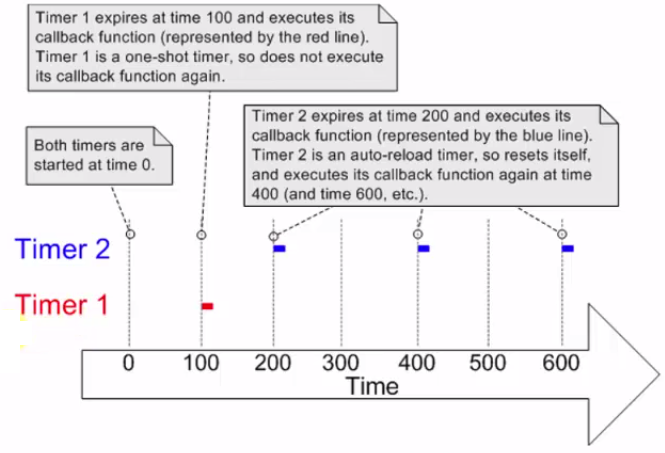 Timer 1 expires at time 100 and executes its
callback function (represented by the red line).
Timer 1 is a one-shot timer, so does not execute
its callback function again.
Timer 2 expires at time 200 and executes its
callback function (represented by the blue line).
Timer 2 is an auto-reload timer, so resets itself,
and executes its callback function again at time
400 (and time 600, etc.).
Both timers are
started at time 0.
Timer 2
Timer 1
0 100 200 300 400 500 600
Time